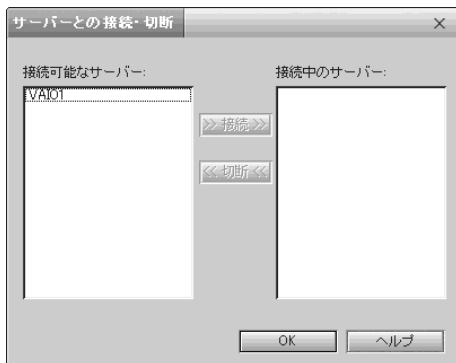 サーバーとの接続・切断
接続可能なサーバー:
接続中のサーバー:
VAIO1
>> 接続 >>
<< 切断 <<
OK
ヘルプ